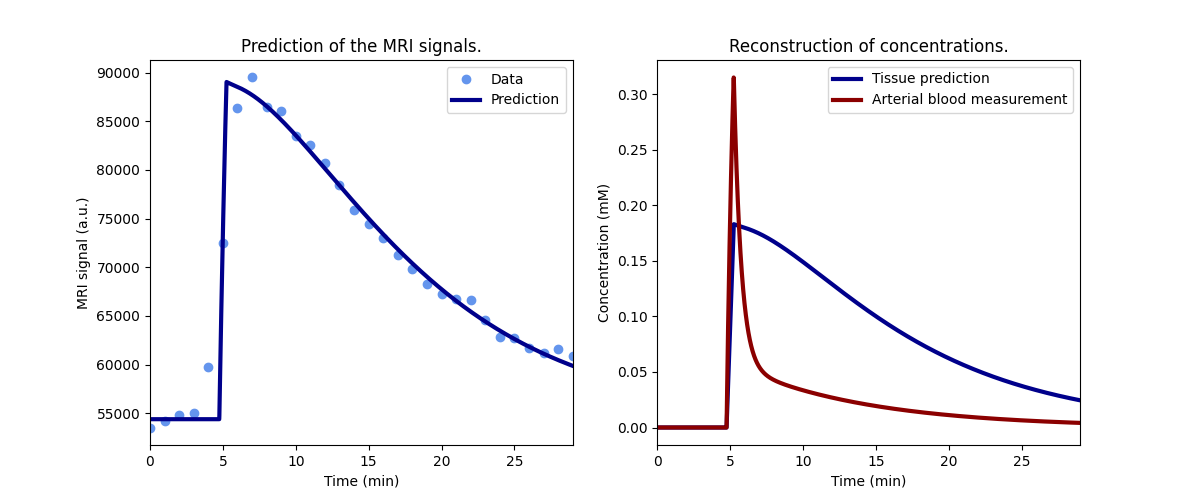 Prediction of the MRI signals.
90000
85000
80000
75000
70000
65000
60000
55000
MRI signal (a.u.)
Data
Prediction
0
5
10
15
20
25
Time (min)
Reconstruction of concentrations.
0.30
0.25
0.20
0.15
0.10
0.05
0.00
Concentration (mM)
Tissue prediction
Arterial blood measurement
0
5
10
15
20
25
Time (min)